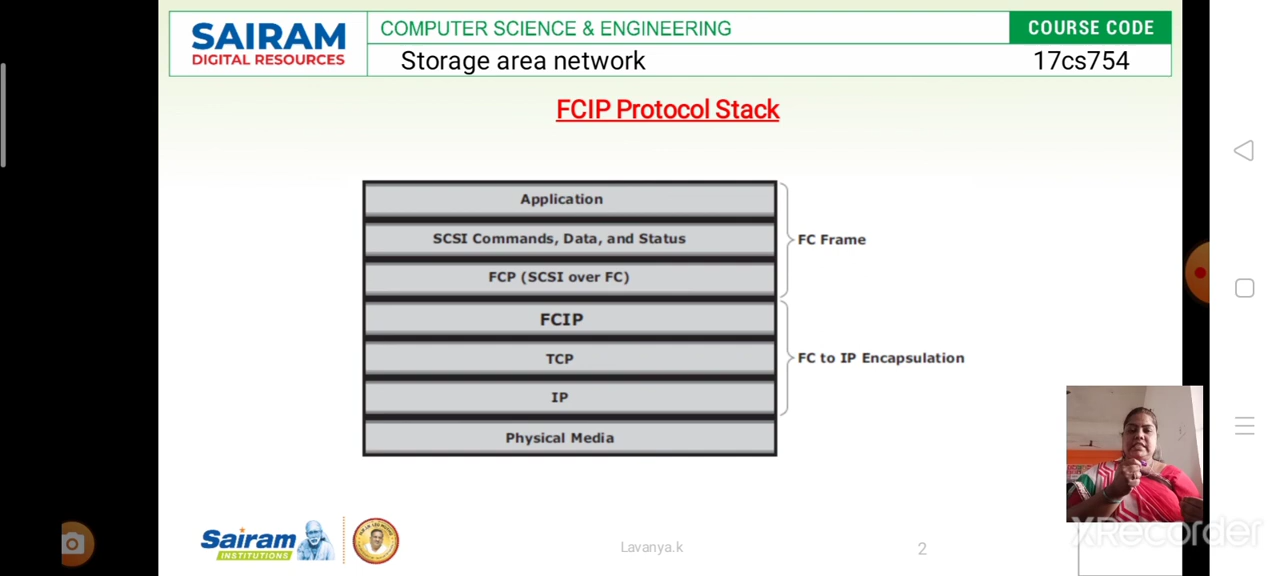 SAIRAM
DIGITAL RESOURCES
COMPUTER SCIENCE & ENGINEERING
COURSE CODE
Storage area network
17cs754
FCIP Protocol Stack
Application
SCSI Commands, Data, and Status
FC Frame
FCP (SCSI over FC)
FCIP
TCP
FC to IP Encapsulation
IP
Physical Media
Sairam
INSTITUTIONS
Lavanya.k
2
XRecorder